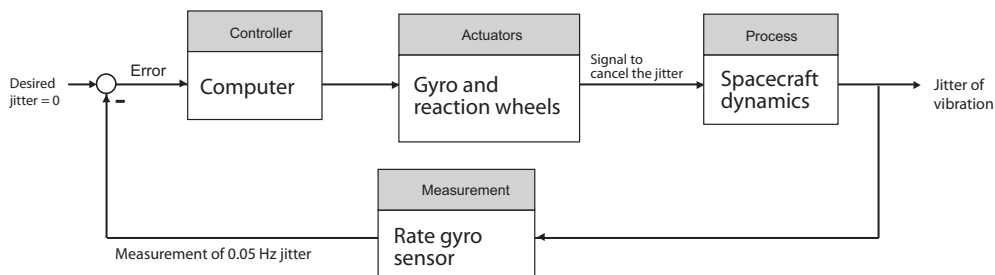 Controller
Actuators
Process
Desired
jitter = 0
Error
-
Computer
Gyro and
reaction wheels
Signal to
cancel the jitter
Spacecraft
dynamics
Jitter of
vibration
Measurement
Rate gyro
sensor
Measurement of 0.05 Hz jitter